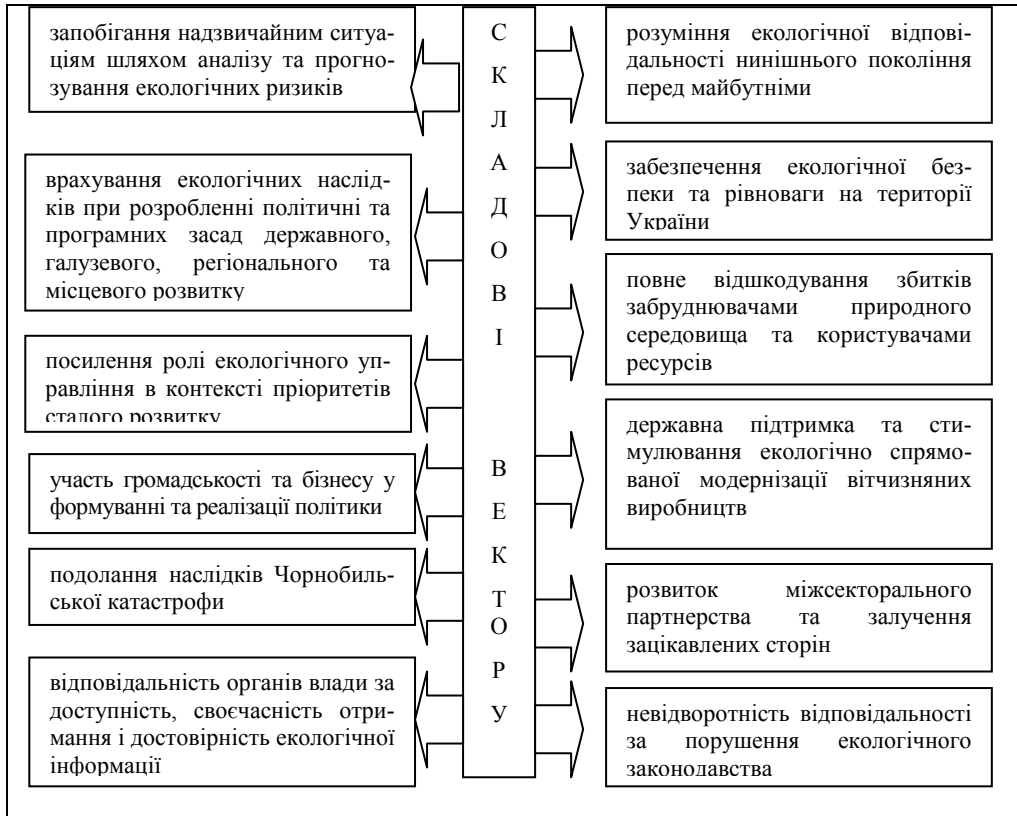 запобігання надзвичайним ситуа-
ціям шляхом аналізу та прогно-
зування екологічних ризиків
врахування екологічних наслід-
ків при розробленні політичні та
програмних засад державного,
галузевого, регіонального та
місцевого розвитку
посилення ролі екологічного уп-
равління в контексті пріоритетів
сталого розвитку
участь громадськості та бізнесу у
формуванні та реалізації політики
подолання наслідків Чорнобиль-
ської катастрофи
відповідальність органів влади за
доступність, своєчасність отри-
мання і достовірність екологічної
інформації
С
К
Л
А
Д
О
В
І
В
Е
К
Т
О
Р
У
розуміння екологічної відпові-
дальності нинішнього покоління
перед майбутніми
забезпечення екологічної без-
пеки та рівноваги на території
України
повне відшкодування збитків
забруднювачами природного
середовища та користувачами
ресурсів
державна підтримка та сти-
мулювання екологічно спрямо-
ваної модернізації вітчизняних
виробництв
розвиток міжсекторального
партнерства та залучення
зацікавлених сторін
невідворотність відповідальності
за порушення екологічного
законодавства